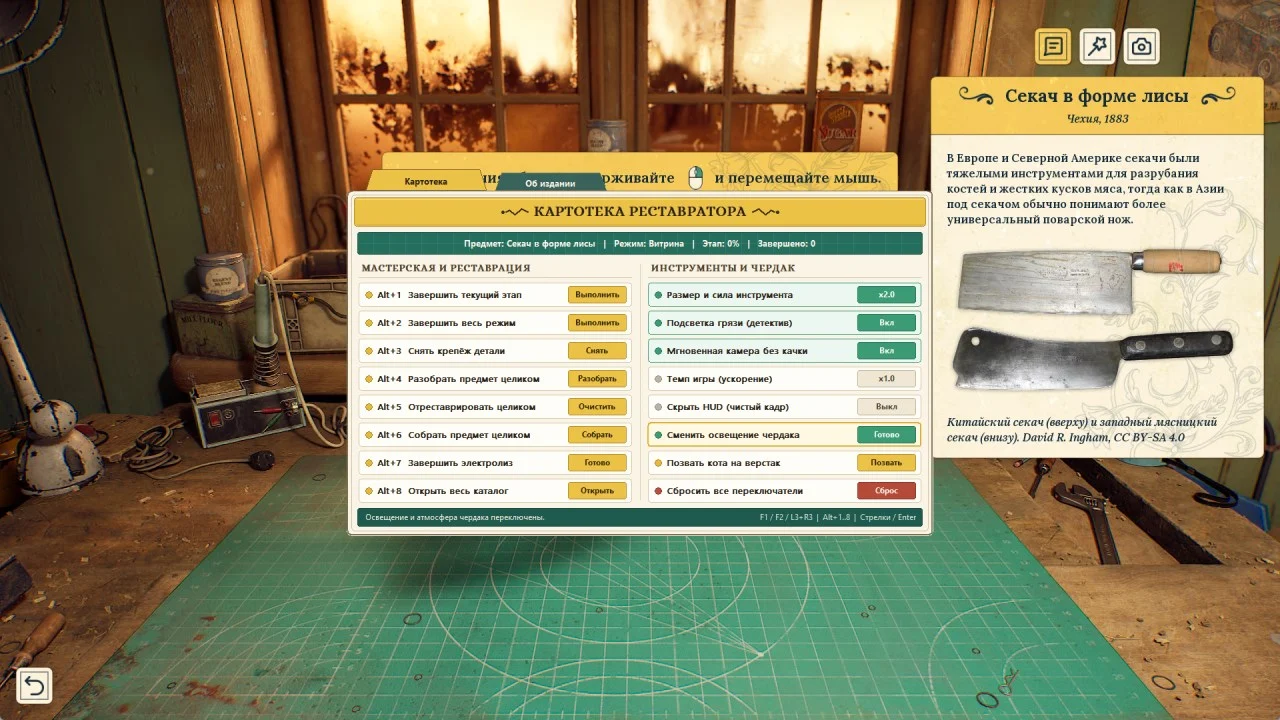 Секач в форме лисы
Чехия, 1883
В Европе и Северной Америке секачи были
тяжелыми инструментами для разрубания
костей и жестких кусков мяса, тогда как в Азии
под секачом обычно понимают более
универсальный поварской нож.
Китайский секач (вверху) и западный мясницкий
секач (внизу). David R. Ingham, CC BY-SA 4.0
и перемещайте мышь.
Картотека
Об издании
КАРТОТЕКА РЕСТАВРАТОРА
Предмет: Секач в форме лисы | Режим: Витрина | Этап: 0% | Завершено: 0
МАСТЕРСКАЯ И РЕСТАВРАЦИЯ
Alt+1 Завершить текущий этап Выполнить
Alt+2 Завершить весь режим Выполнить
Alt+3 Снять крепёж детали Снять
Alt+4 Разобрать предмет целиком Разобрать
Alt+5 Отреставрировать целиком Очистить
Alt+6 Собрать предмет целиком Собрать
Alt+7 Завершить электролиз Готово
Alt+8 Открыть весь каталог Открыть
ИНСТРУМЕНТЫ И ЧЕРДАК
Размер и сила инструмента x2.0
Подсветка грязи (детектив) Вкл
Мгновенная камера без качки Вкл
Темп игры (ускорение) x1.0
Скрыть HUD (чистый кадр) Выкл
Сменить освещение чердака Готово
Позвать кота на верстак Позвать
Сбросить все переключатели Сброс
Освещение и атмосфера чердака переключены.
F1 / F2 / L3+R3 | Alt+1..8 | Стрелки / Enter